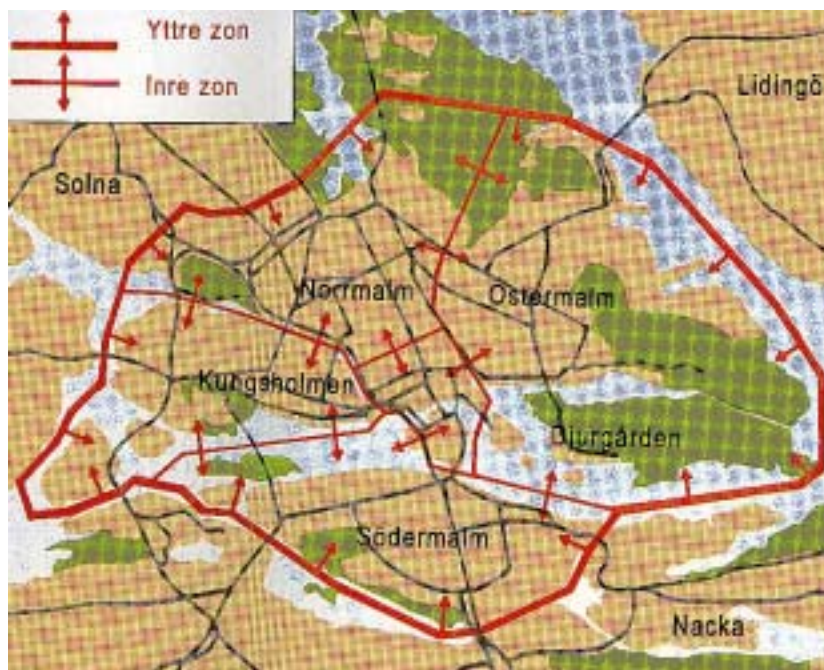 Yttre zon
Inre zon
Lidingö
Solna
Norrmalm
Östermalm
Kungsholmen
Djurgården
Södermalm
Nacka